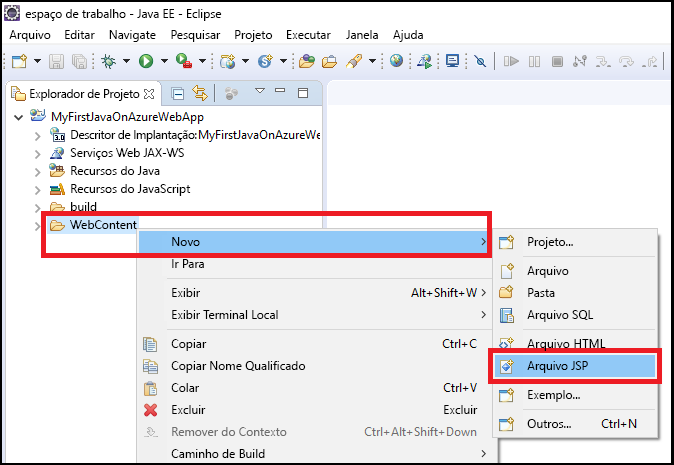 espaço de trabalho - Java EE - Eclipse
Arquivo Editar Navegate Pesquisar Projeto Executar Janela Ajuda
Explorador de Projeto
MyFirstJavaOnAzureWebApp
3.0 Descritor de Implantação:MyFirstJavaOnAzureWe
Serviços Web JAX-WS
Recursos do Java
Recursos do JavaScript
build
WebContent
Novo
Ir Para
Exibir Alt+Shift+W
Exibir Terminal Local
Copiar Ctrl+C
Copiar Nome Qualificado
Colar Ctrl+V
Excluir Excluir
Remover do Contexto Ctrl+Alt+Shift+Down
Caminho de Build
Projeto...
Arquivo
Pasta
Arquivo SQL
Arquivo HTML
Arquivo JSP
Exemplo...
Outros... Ctrl+N